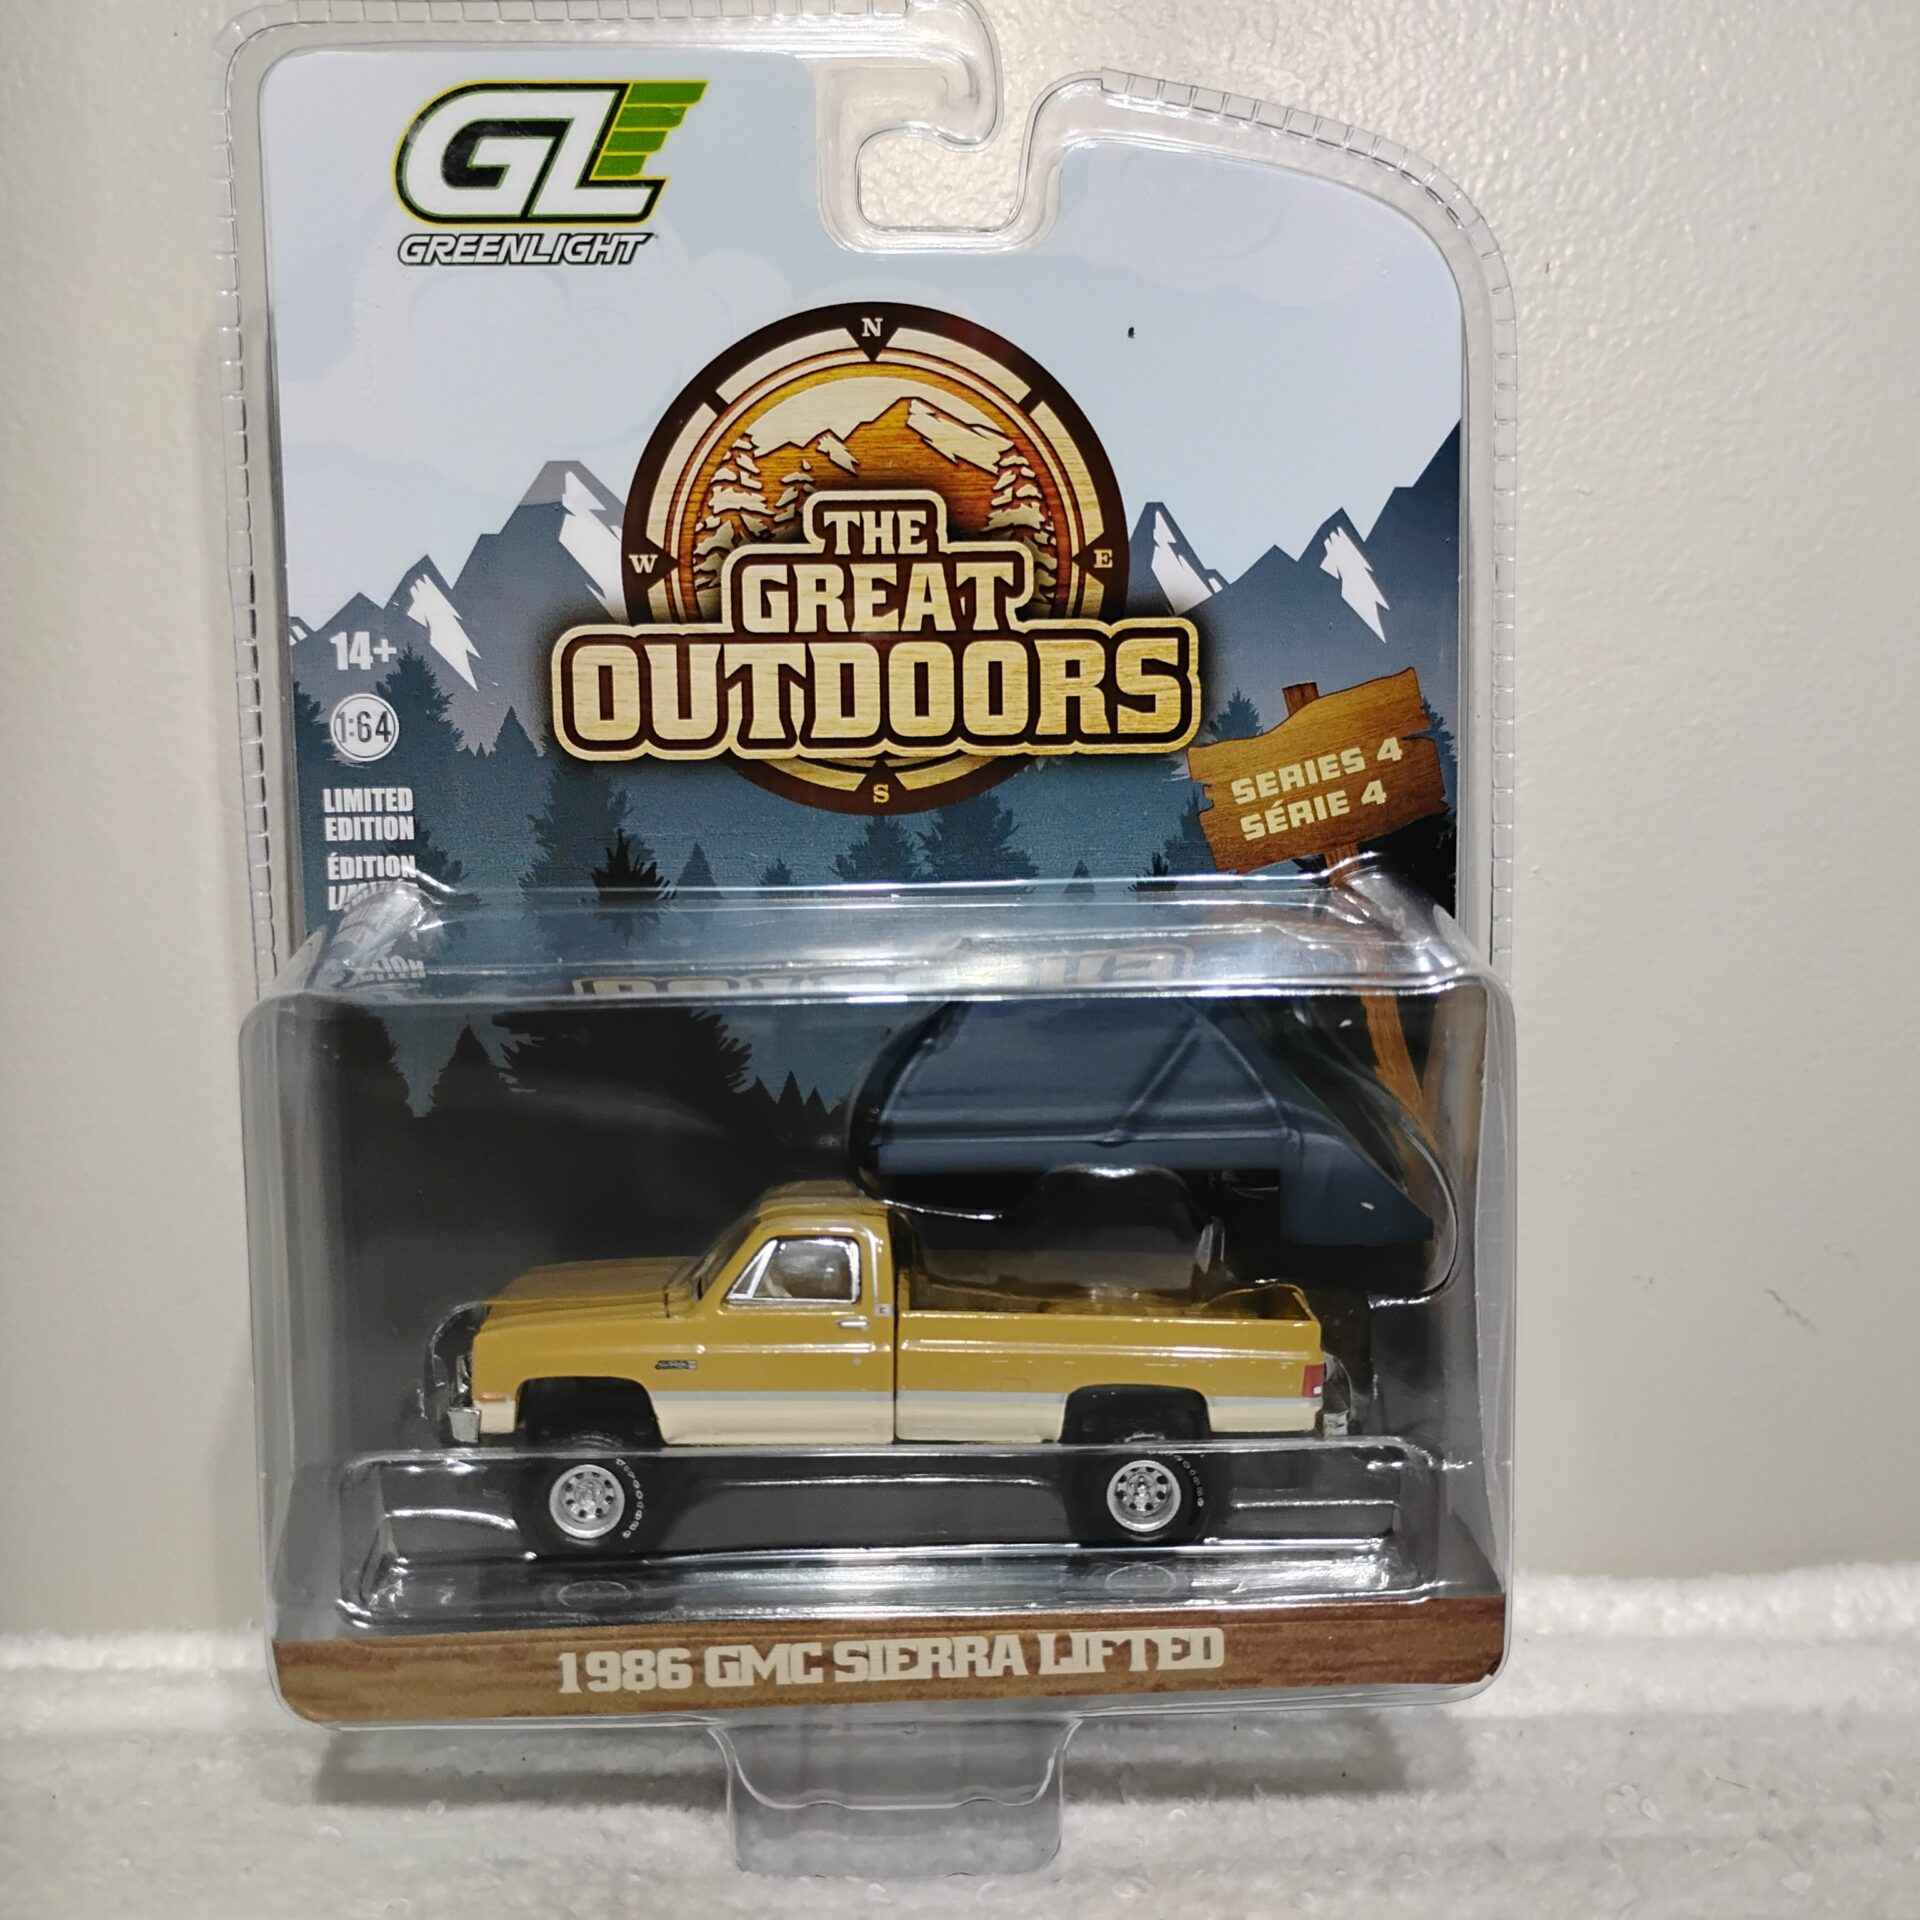 GL
GREENLIGHT
N
W
E
S
THE
GREAT
OUTDOORS
14+
1:64
LIMITED
EDITION
ÉDITION
SERIES 4
SÉRIE 4
1986 GMC SIERRA LIFTED